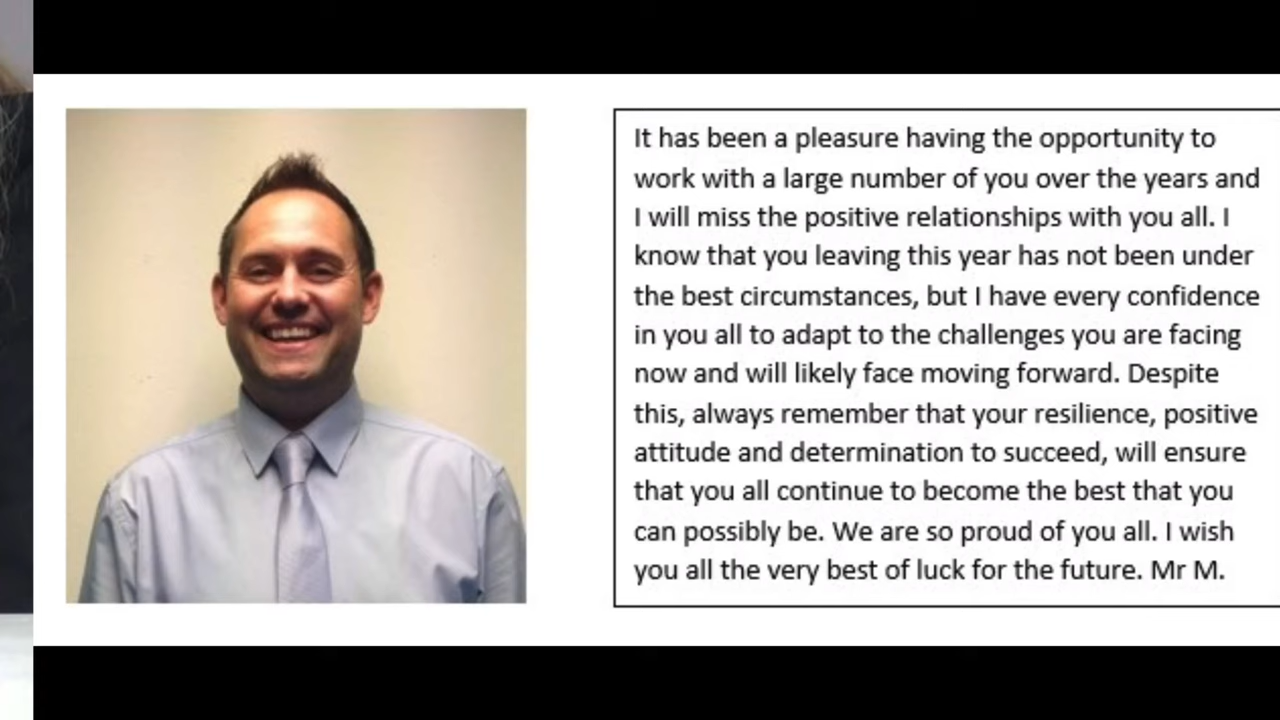 It has been a pleasure having the opportunity to
work with a large number of you over the years and
I will miss the positive relationships with you all. I
know that you leaving this year has not been under
the best circumstances, but I have every confidence
in you all to adapt to the challenges you are facing
now and will likely face moving forward. Despite
this, always remember that your resilience, positive
attitude and determination to succeed, will ensure
that you all continue to become the best that you
can possibly be. We are so proud of you all. I wish
you all the very best of luck for the future. Mr M.